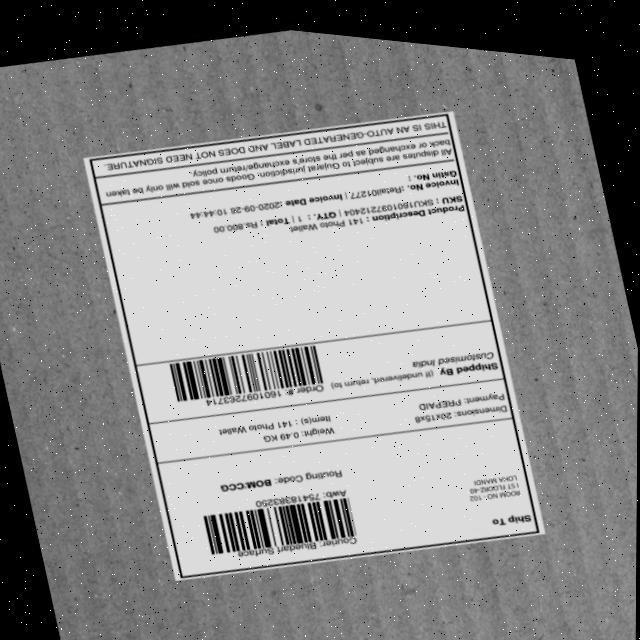 Ship To
ROOM NO. 102
1ST FLOOR2-40
LOKA MANDI
Courier: Bluedart Surface
Awb: 75418383250
Routing Code: BOM:CCG
Dimensions: 20x15x8
Payment: PREPAID
Weight: 0.49 KG
Item(s) : 141 Photo Wallet
Shipped By (If undelivered, return to)
Customised India
Order #: 1601097263714
Product Description : 141 Photo Wallet
SKU : SKU1601097212404 | QTY. : 1 | Total : Rs 800.00
Invoice No. :Retail01277 | Invoice Date 2020-09-28 10:44:44
Gstin No. :
All disputes are subject to Gujarat jurisdiction. Goods once sold will only be taken
back or exchanged as per the store's exchange/return policy.
THIS IS AN AUTO-GENERATED LABEL AND DOES NOT NEED SIGNATURE.